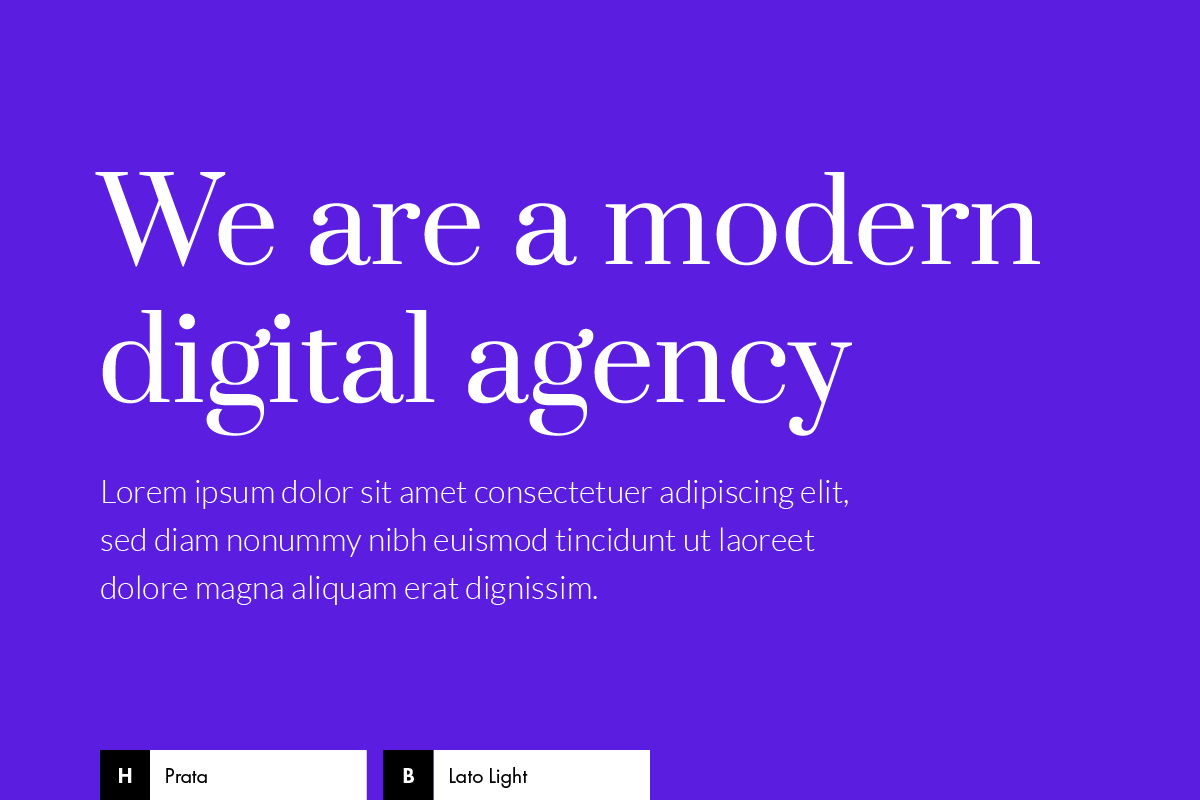 We are a modern
digital agency
Lorem ipsum dolor sit amet consectetuer adipiscing elit,
sed diam nonummy nibh euismod tincidunt ut laoreet
dolore magna aliquam erat dignissim.
H Prata B Lato Light